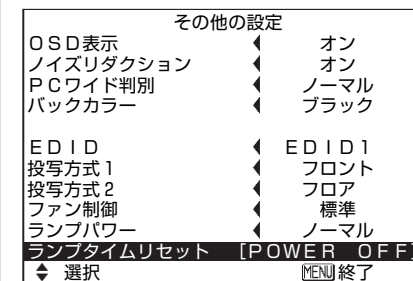 その他の設定
OSD表示 ◀ オン
ノイズリダクション ◀ オン
PCワイド判別 ◀ ノーマル
バックカラー ◀ ブラック
EDID ◀ EDID1
投写方式1 ◀ フロント
投写方式2 ◀ フロア
ファン制御 ◀ 標準
ランプパワー ◀ ノーマル
ランプタイムリセット [POWER OFF]
選択 MENU 終了